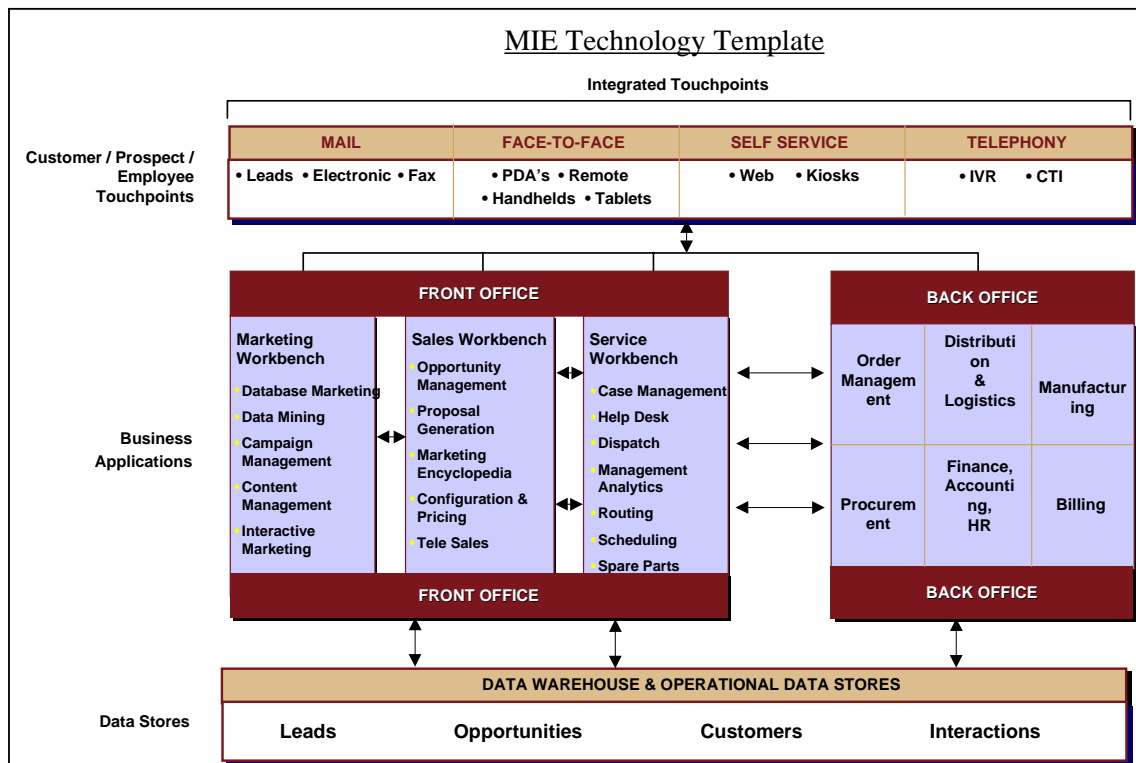 MIE Technology Template
Integrated Touchpoints
Customer / Prospect /
Employee
Touchpoints
MAIL
• Leads • Electronic • Fax
FACE-TO-FACE
• PDA's • Remote
• Handhelds • Tablets
SELF SERVICE
• Web • Kiosks
TELEPHONY
• IVR • CTI
Business
Applications
FRONT OFFICE
Marketing
Workbench
• Database Marketing
• Data Mining
• Campaign
Management
• Content
Management
• Interactive
Marketing
Sales Workbench
• Opportunity
Management
• Proposal
Generation
• Marketing
Encyclopedia
• Configuration &
Pricing
• Tele Sales
Service
Workbench
• Case Management
• Help Desk
• Dispatch
• Management
Analytics
• Routing
• Scheduling
• Spare Parts
FRONT OFFICE
BACK OFFICE
Order
Managem
ent
Distributi
on
&
Logistics
Manufactur
ing
Procurem
ent
Finance,
Accounti
ng,
HR
Billing
BACK OFFICE
Data Stores
DATA WAREHOUSE & OPERATIONAL DATA STORES
Leads Opportunities Customers Interactions